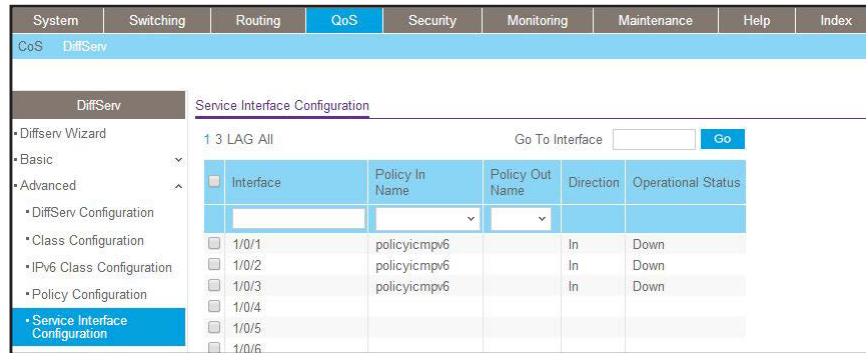 System Switching Routing QoS Security Monitoring Maintenance Help Index
CoS DiffServ
DiffServ
Service Interface Configuration
Diffserv Wizard
Basic
Advanced
DiffServ Configuration
Class Configuration
IPv6 Class Configuration
Policy Configuration
Service Interface
Configuration
1 3 LAG All Go To Interface Go
Interface Policy In Name Policy Out Name Direction Operational Status
1/0/1 policyicmpv6 In Down
1/0/2 policyicmpv6 In Down
1/0/3 policyicmpv6 In Down
1/0/4
1/0/5
1/0/6